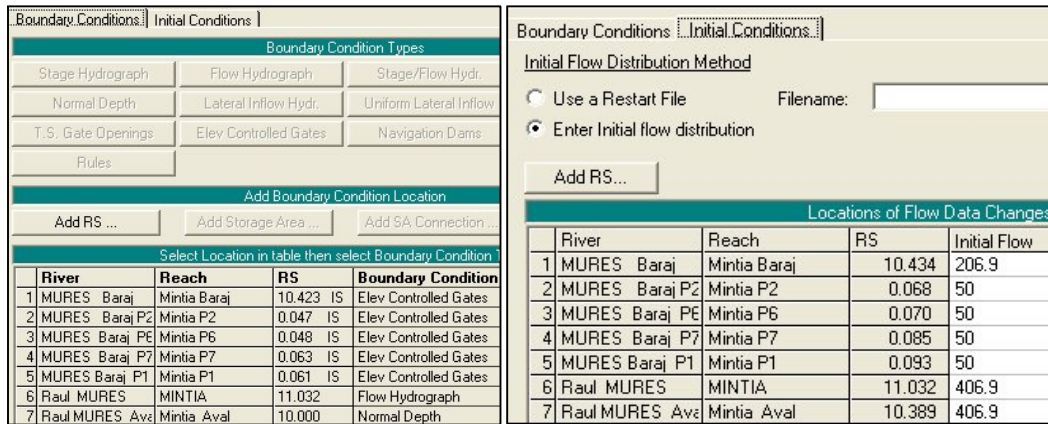 Boundary Conditions Initial Conditions
Boundary Condition Types
Stage Hydrograph Flow Hydrograph Stage/Flow Hydr.
Normal Depth Lateral Inflow Hydr. Uniform Lateral Inflow
T.S. Gate Openings Elev Controlled Gates Navigation Dams
Rules
Add Boundary Condition Location
Add RS ... Add Storage Area ... Add SA Connection ...
Select Location in table then select Boundary Condition T
River Reach RS Boundary Condition
1 MURES Baraj Mintia Baraj 10.423 IS Elev Controlled Gates
2 MURES Baraj P2 Mintia P2 0.047 IS Elev Controlled Gates
3 MURES Baraj P6 Mintia P6 0.048 IS Elev Controlled Gates
4 MURES Baraj P7 Mintia P7 0.063 IS Elev Controlled Gates
5 MURES Baraj P1 Mintia P1 0.061 IS Elev Controlled Gates
6 Raul MURES MINTIA 11.032 Flow Hydrograph
7 Raul MURES Ava Mintia Aval 10.000 Normal Depth
Boundary Conditions Initial Conditions
Initial Flow Distribution Method
Use a Restart File Filename:
Enter Initial flow distribution
Add RS...
Locations of Flow Data Changes
River Reach RS Initial Flow
1 MURES Baraj Mintia Baraj 10.434 206.9
2 MURES Baraj P2 Mintia P2 0.068 50
3 MURES Baraj P6 Mintia P6 0.070 50
4 MURES Baraj P7 Mintia P7 0.085 50
5 MURES Baraj P1 Mintia P1 0.093 50
6 Raul MURES MINTIA 11.032 406.9
7 Raul MURES Ava Mintia Aval 10.389 406.9